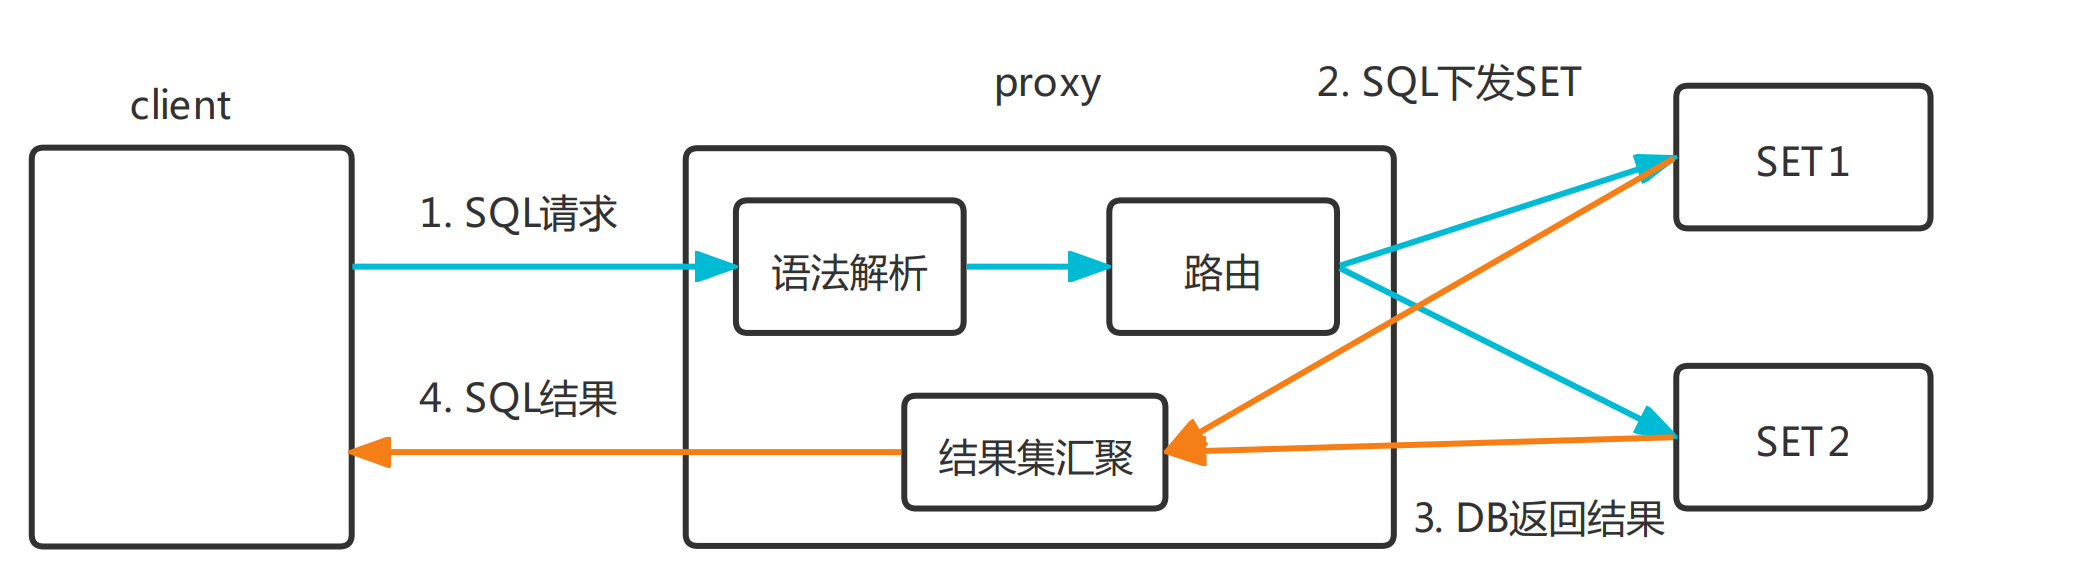 client
proxy
2. SQL下发SET
SET1
1. SQL请求
语法解析
路由
4. SQL结果
结果集汇聚
SET2
3. DB返回结果